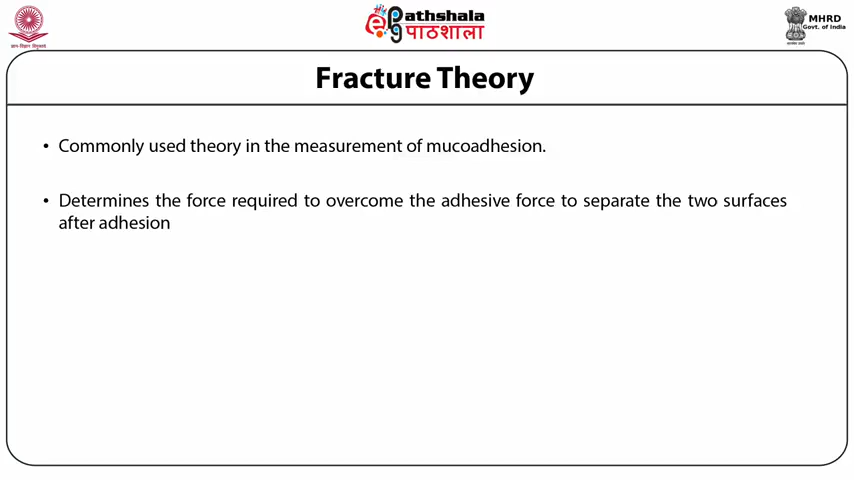 ePathshala
पाठशाला
MHRD
Govt. of India
Fracture Theory
• Commonly used theory in the measurement of mucoadhesion.
• Determines the force required to overcome the adhesive force to separate the two surfaces
after adhesion